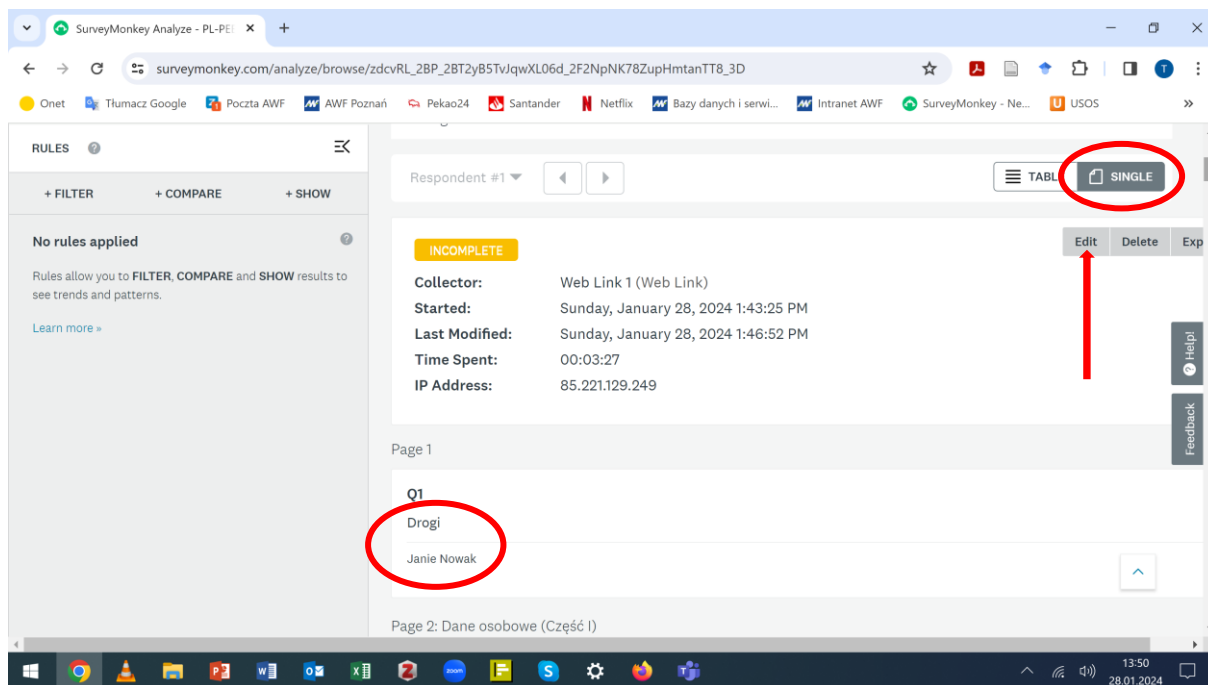 SurveyMonkey Analyze - PL-PE
surveymonkey.com/analyze/browse/zdcvRL_2BP_2BT2yB5TvJqwXL06d_2F2NpNK78ZupHmtanTT8_3D
T
Onet Tłumacz Google Poczta AWF AWF Poznań Pekao24 Santander Netflix Bazy danych i serwi... Intranet AWF SurveyMonkey - Ne... USOS »
RULES
+ FILTER + COMPARE + SHOW
No rules applied
Rules allow you to FILTER, COMPARE and SHOW results to
see trends and patterns.
Learn more »
Respondent #1
TABL SINGLE
INCOMPLETE
Edit Delete Exp
Collector: Web Link 1 (Web Link)
Started: Sunday, January 28, 2024 1:43:25 PM
Last Modified: Sunday, January 28, 2024 1:46:52 PM
Time Spent: 00:03:27
IP Address: 85.221.129.249
Help!
Feedback
Page 1
Q1
Drogi
Janie Nowak
Page 2: Dane osobowe (Część I)
13:50
28.01.2024